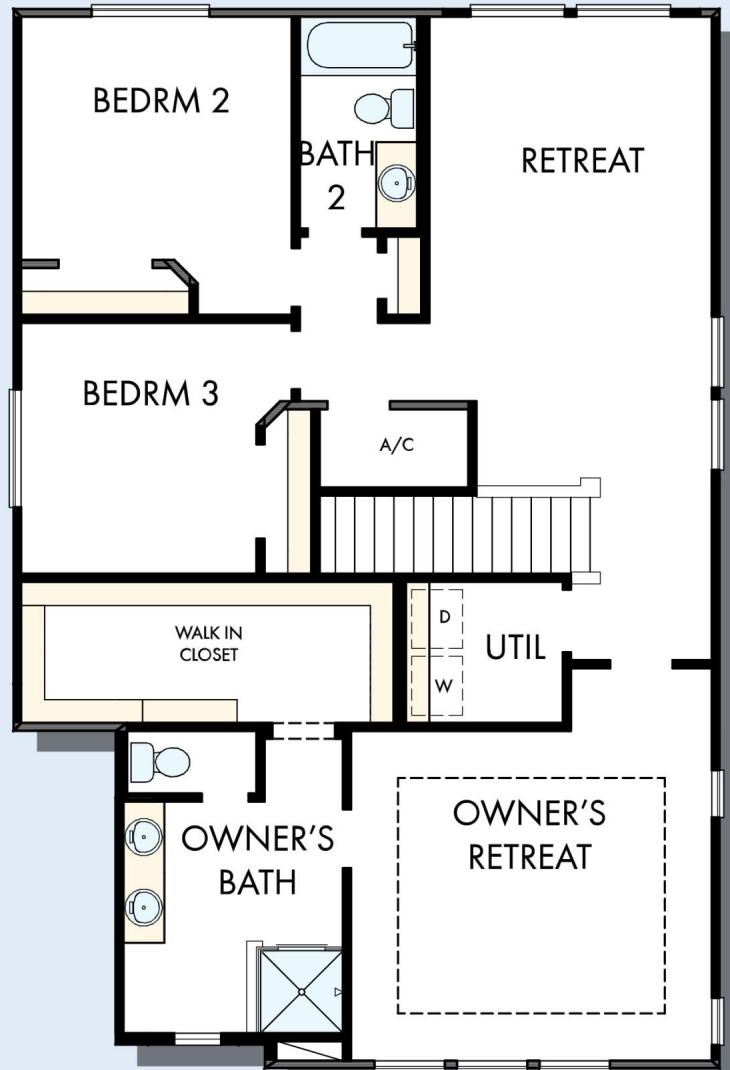 BEDRM 2
BATH
2
RETREAT
BEDRM 3
A/C
WALK IN
CLOSET
D
W
UTIL
OWNER'S
BATH
OWNER'S
RETREAT